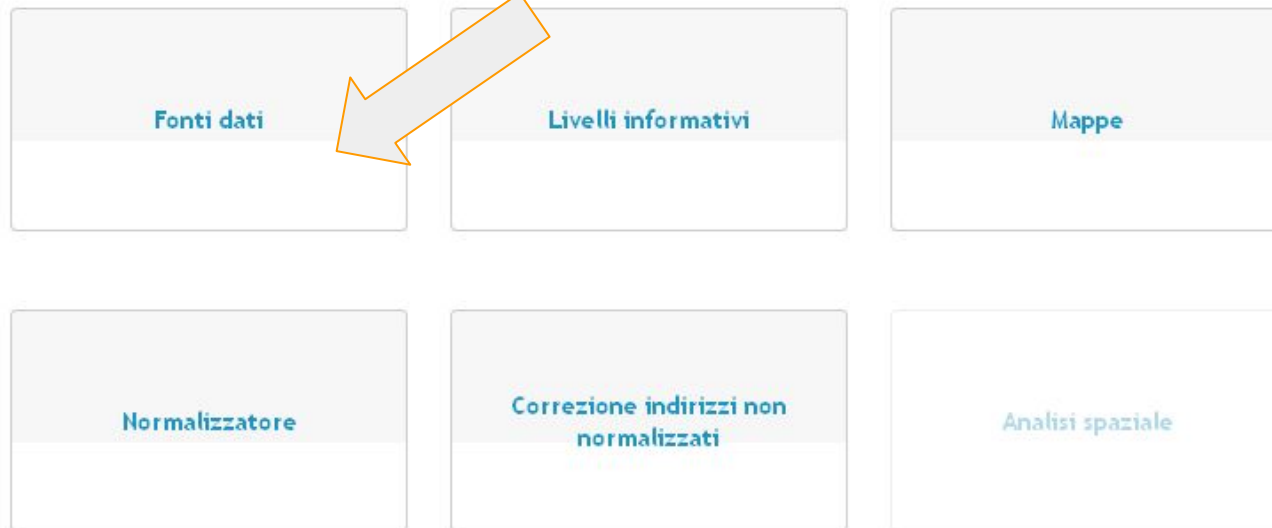 Fonti dati
Livelli informativi
Mappe
Normalizzatore
Correzione indirizzi non
normalizzati
Analisi spaziale